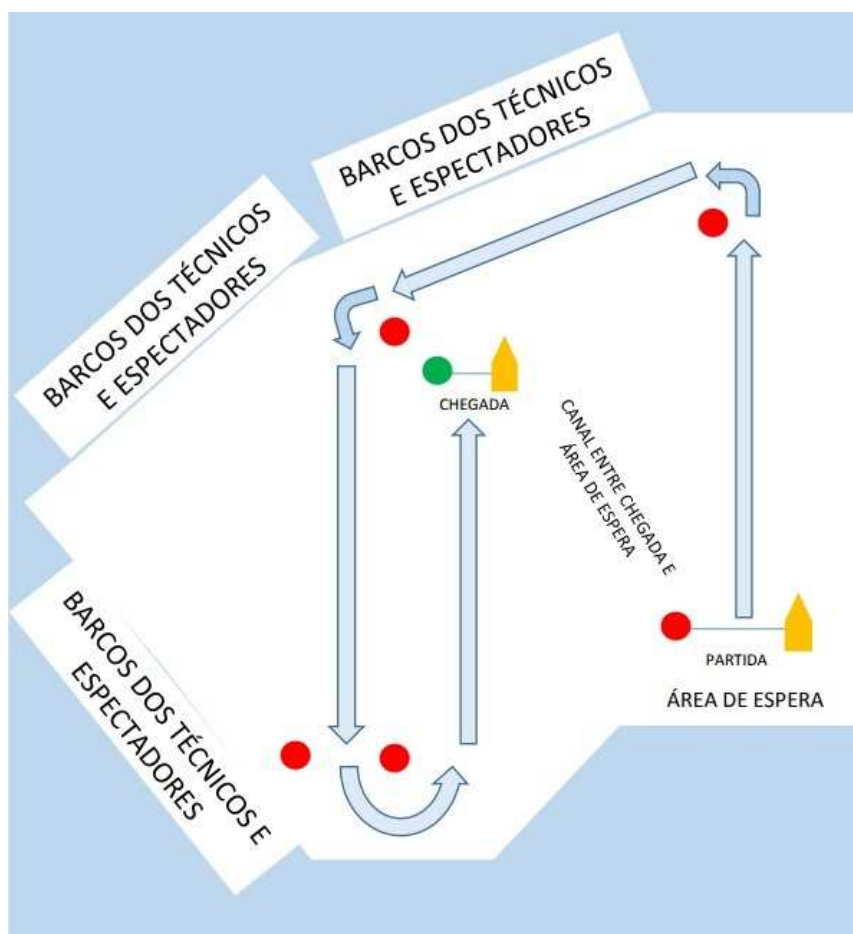 BARCOS DOS TÉCNICOS
E ESPECTADORES
BARCOS DOS TÉCNICOS
E ESPECTADORES
CHEGADA
CANAL ENTRE CHEGADA E
ÁREA DE ESPERA
PARTIDA
ÁREA DE ESPERA
BARCOS DOS TÉCNICOS E
ESPECTADORES